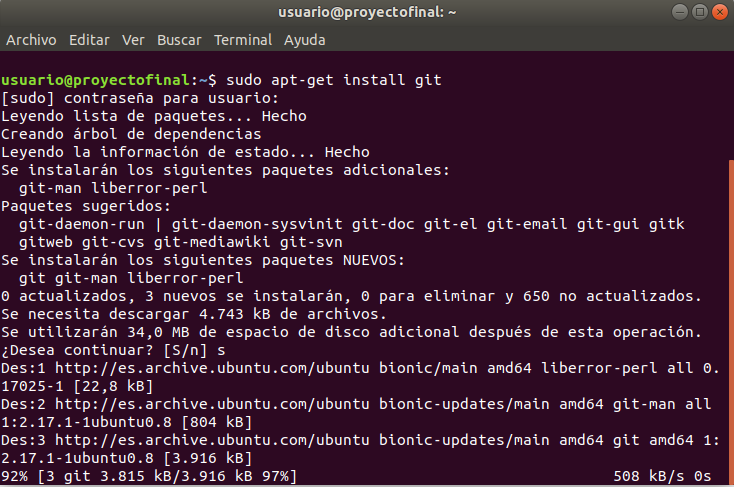 usuario@proyectofinal: ~
Archivo Editar Ver Buscar Terminal Ayuda
usuario@proyectofinal:~$ sudo apt-get install git
[sudo] contraseña para usuario:
Leyendo lista de paquetes... Hecho
Creando árbol de dependencias
Leyendo la información de estado... Hecho
Se instalarán los siguientes paquetes adicionales:
  git-man liberror-perl
Paquetes sugeridos:
  git-daemon-run | git-daemon-sysvinit git-doc git-el git-email git-gui gitk
  gitweb git-cvs git-mediawiki git-svn
Se instalarán los siguientes paquetes NUEVOS:
  git git-man liberror-perl
0 actualizados, 3 nuevos se instalarán, 0 para eliminar y 650 no actualizados.
Se necesita descargar 4.743 kB de archivos.
Se utilizarán 34,0 MB de espacio de disco adicional después de esta operación.
¿Desea continuar? [S/n] s
Des:1 http://es.archive.ubuntu.com/ubuntu bionic/main amd64 liberror-perl all 0.
17025-1 [22,8 kB]
Des:2 http://es.archive.ubuntu.com/ubuntu bionic-updates/main amd64 git-man all
1:2.17.1-1ubuntu0.8 [804 kB]
Des:3 http://es.archive.ubuntu.com/ubuntu bionic-updates/main amd64 git amd64 1:
2.17.1-1ubuntu0.8 [3.916 kB]
92% [3 git 3.815 kB/3.916 kB 97%] 508 kB/s 0s